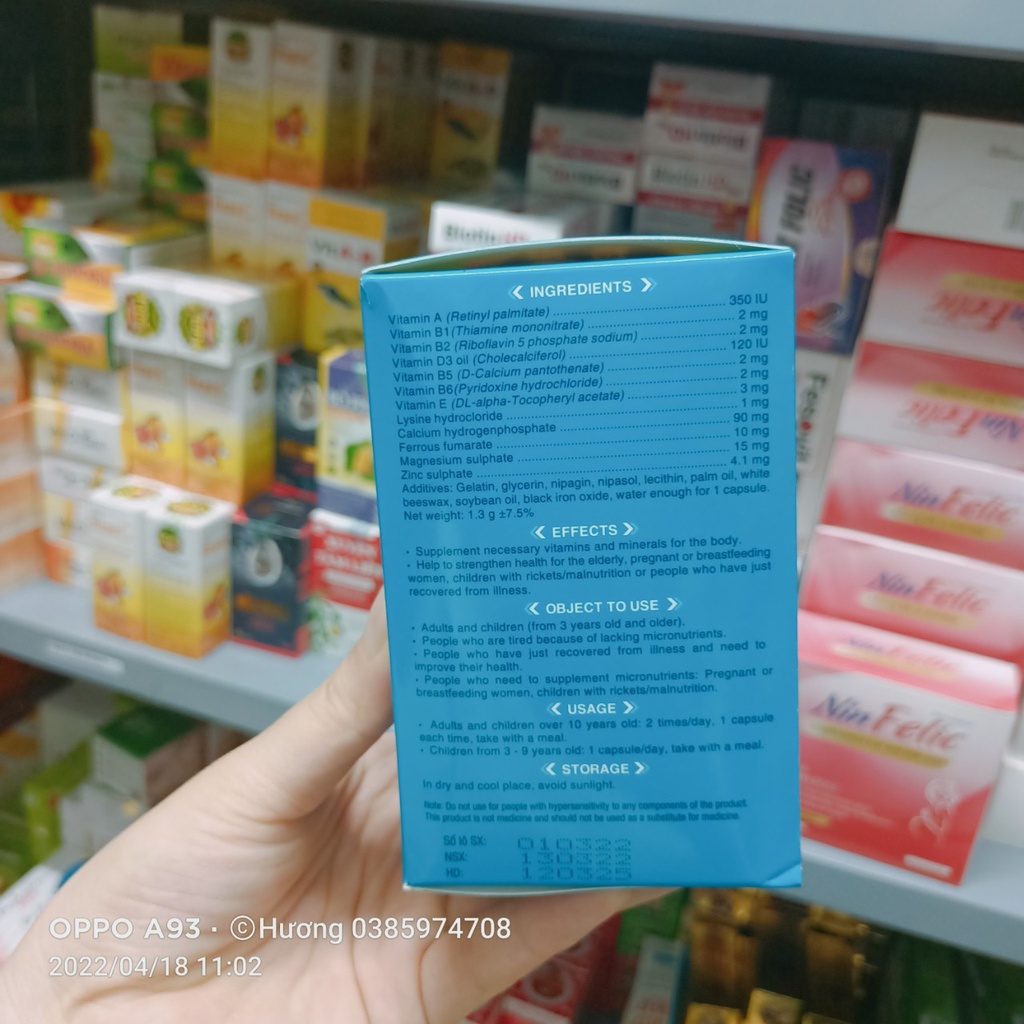 INGREDIENTS
Vitamin A (Retinyl palmitate) 350 IU
Vitamin B1 (Thiamine mononitrate) 2 mg
Vitamin B2 (Riboflavin 5 phosphate sodium) 2 mg
Vitamin D3 oil (Cholecalciferol) 120 IU
Vitamin B5 (D-Calcium pantothenate) 2 mg
Vitamin B6(Pyridoxine hydrochloride) 2 mg
Vitamin E (DL-alpha-Tocopheryl acetate) 3 mg
Lysine hydrocloride 1 mg
Calcium hydrogenphosphate 90 mg
Ferrous fumarate 10 mg
Magnesium sulphate 15 mg
Zinc sulphate 4.1 mg
Additives: Gelatin, glycerin, nipagin, nipasol, lecithin, palm oil, white
beeswax, soybean oil, black iron oxide, water enough for 1 capsule.
Net weight: 1.3 g ±7.5%
EFFECTS
• Supplement necessary vitamins and minerals for the body.
• Help to strengthen health for the elderly, pregnant or breastfeeding
women, children with rickets/malnutrition or people who have just
recovered from illness.
OBJECT TO USE
• Adults and children (from 3 years old and older).
• People who are tired because of lacking micronutrients.
• People who have just recovered from illness and need to
improve their health.
• People who need to supplement micronutrients: Pregnant or
breastfeeding women, children with rickets/malnutrition.
USAGE
• Adults and children over 10 years old: 2 times/day, 1 capsule
each time, take with a meal.
• Children from 3 - 9 years old: 1 capsule/day, take with a meal.
STORAGE
In dry and cool place, avoid sunlight.
Note: Do not use for people with hypersensitivity to any components of the product.
This product is not medicine and should not be used as a substitute for medicine.
Số lô SX: 010322
NSX: 130322
HD: 120325
NinFelic
NinFelic
NinFelic
FOLIC
OPPO A93 · ©Hương 0385974708
2022/04/18 11:02